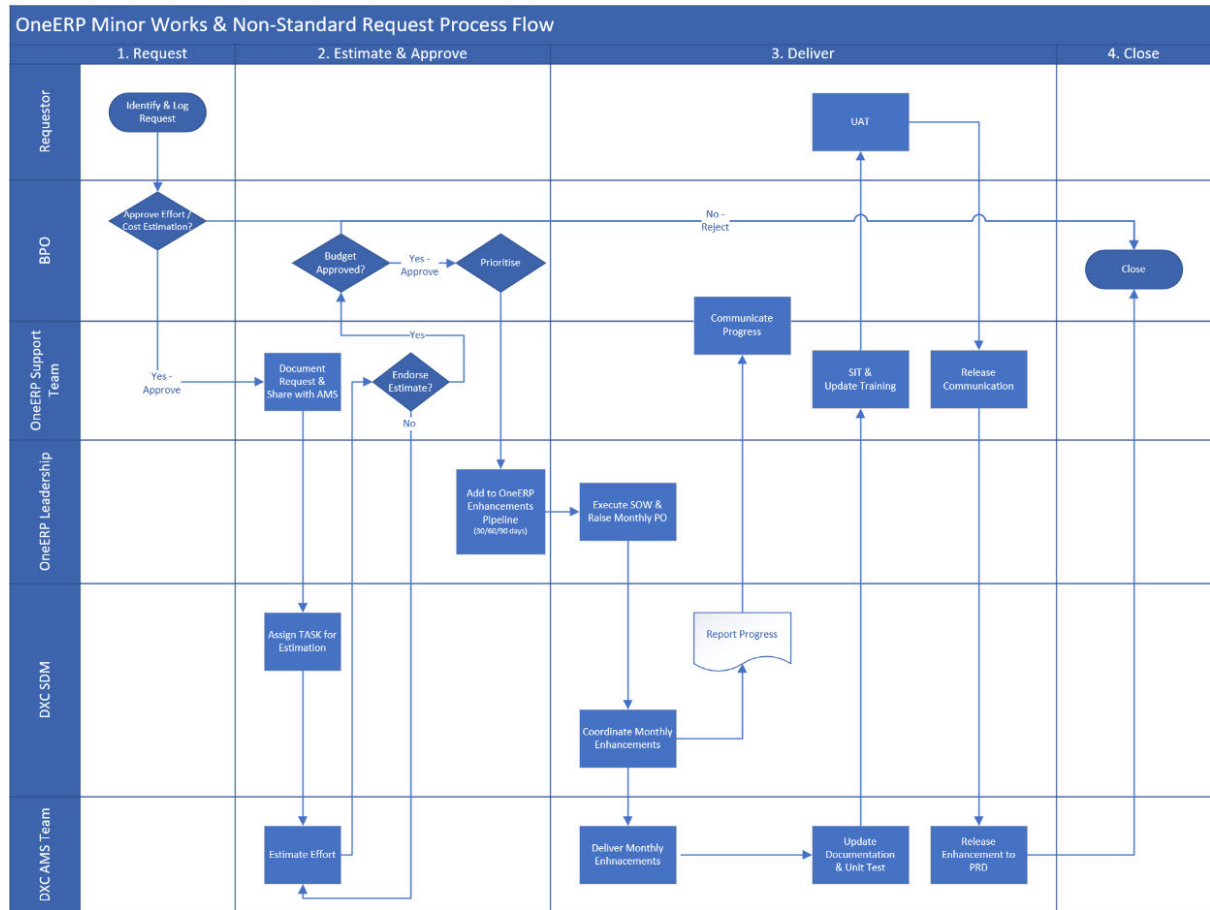 OneERP Minor Works & Non-Standard Request Process Flow
1. Request
2. Estimate & Approve
3. Deliver
4. Close
Requestor
Identify & Log
Request
UAT
BPO
Approve Effort /
Cost Estimation?
No -
Reject
Budget
Approved?
Yes -
Approve
Prioritise
Close
Communicate
Progress
OneERP Support
Team
Yes -
Approve
Document
Request &
Share with AMS
Yes
Endorse
Estimate?
No
SIT &
Update Training
Release
Communication
OneERP Leadership
Add to OneERP
Enhancements
Pipeline
(30/60/90 days)
Execute SOW &
Raise Monthly PO
DXC SDM
Assign TASK for
Estimation
Report Progress
Coordinate Monthly
Enhancements
DXC AMS Team
Estimate Effort
Deliver Monthly
Enhnacements
Update
Documentation
& Unit Test
Release
Enhancement to
PRD